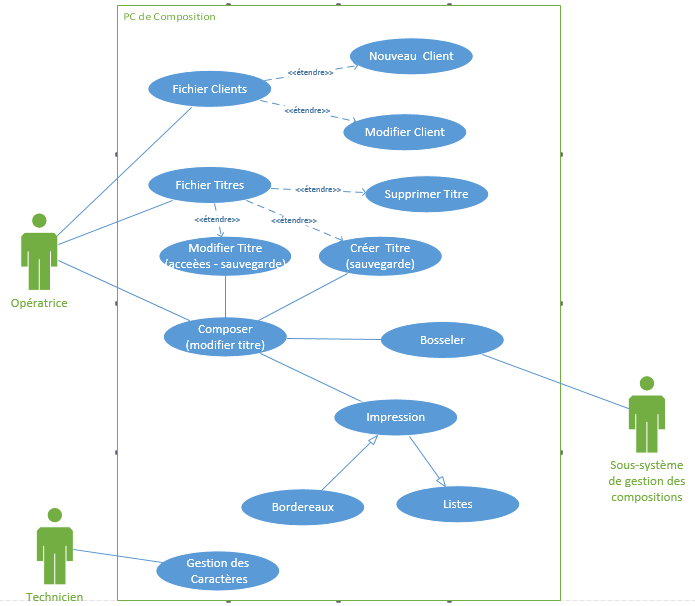 PC de Composition
Nouveau  Client
<<étendre>>
Fichier Clients
<<étendre>>
Modifier Client
Fichier Titres
<<étendre>>
Supprimer Titre
<<étendre>>
<<étendre>>
Modifier Titre
(acceèes - sauvegarde)
Créer  Titre
(sauvegarde)
Opératrice
Composer
(modifier titre)
Bosseler
Impression
Sous-système
de gestion des
compositions
Bordereaux
Listes
Gestion des
Caractères
Technicien